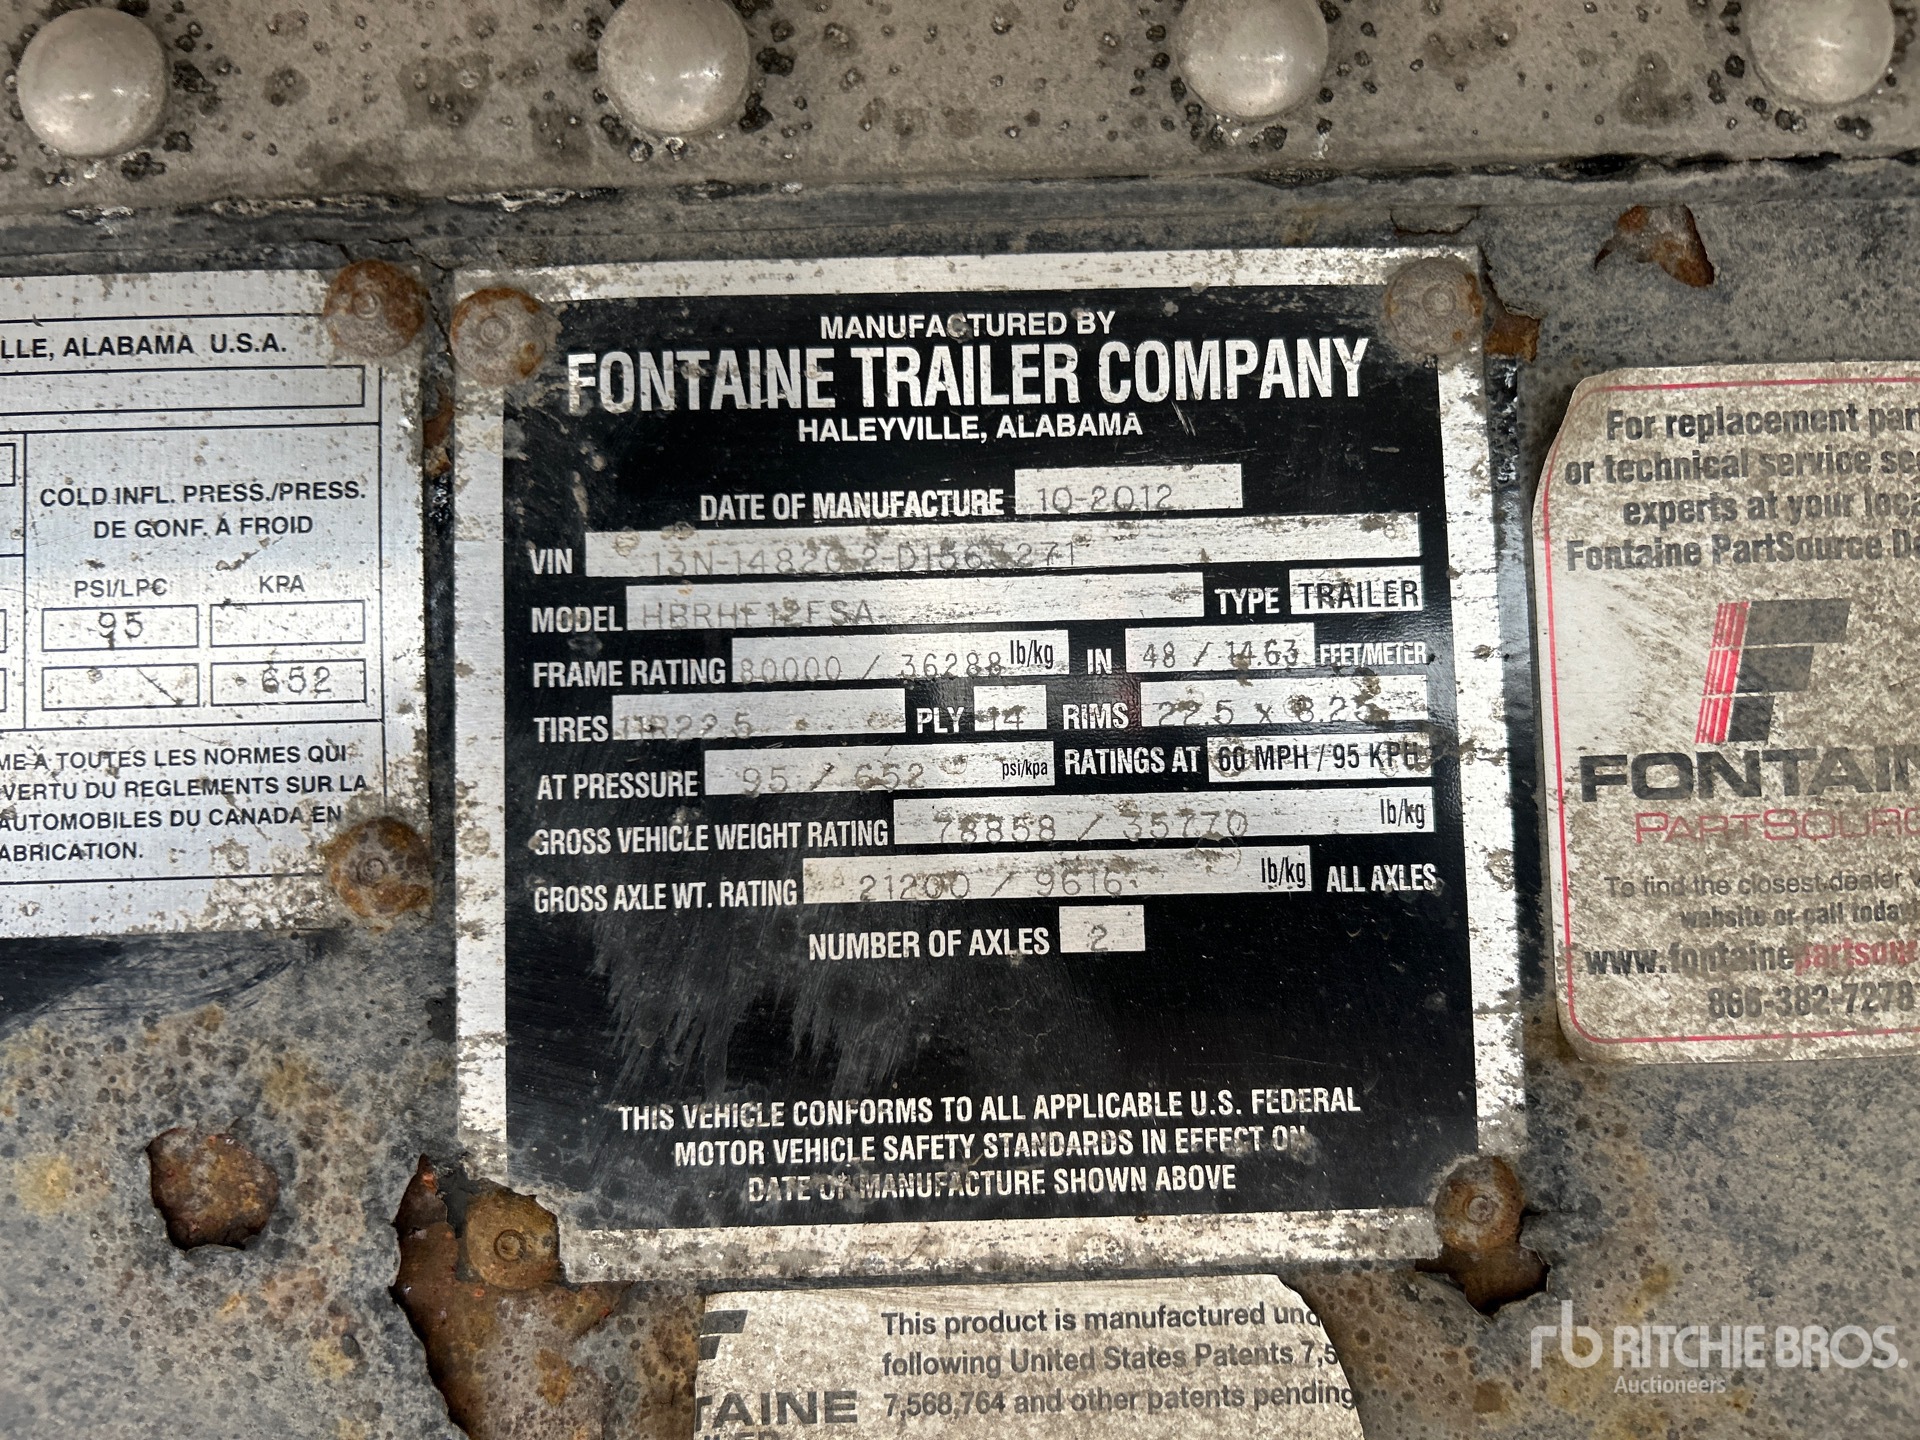 LLE, ALABAMA U.S.A.
COLD INFL. PRESS./PRESS.
DE GONF. À FROID
PSI/LPC KPA
95
652
ME À TOUTES LES NORMES QUI
VERTU DU REGLEMENTS SUR LA
AUTOMOBILES DU CANADA EN
ABRICATION.
MANUFACTURED BY
FONTAINE TRAILER COMPANY
HALEYVILLE, ALABAMA
DATE OF MANUFACTURE 10-2012
VIN
MODEL TYPE TRAILER
FRAME RATING 80000 / 36288 lb/kg IN 48 / 14.63 FEET/METER
TIRES 11R22.5 PLY 14 RIMS 22.5 x 8.25
AT PRESSURE 95 / 652 psi/kpa RATINGS AT 60 MPH / 95 KPH
GROSS VEHICLE WEIGHT RATING 78858 / 35770 lb/kg
GROSS AXLE WT. RATING 21200 / 9616 lb/kg ALL AXLES
NUMBER OF AXLES 2
THIS VEHICLE CONFORMS TO ALL APPLICABLE U.S. FEDERAL
MOTOR VEHICLE SAFETY STANDARDS IN EFFECT ON
DATE OF MANUFACTURE SHOWN ABOVE
For replacement par
or technical service se
experts at your loca
Fontaine PartSource De
FONTAIN
PARTSOURC
To find the closest dealer v
website or call today
www.fontainepartsour
866-382-7278
This product is manufactured und
following United States Patents 7,5
TAINE 7,568,764 and other patents pending
rb RITCHIE BROS.
Auctioneers